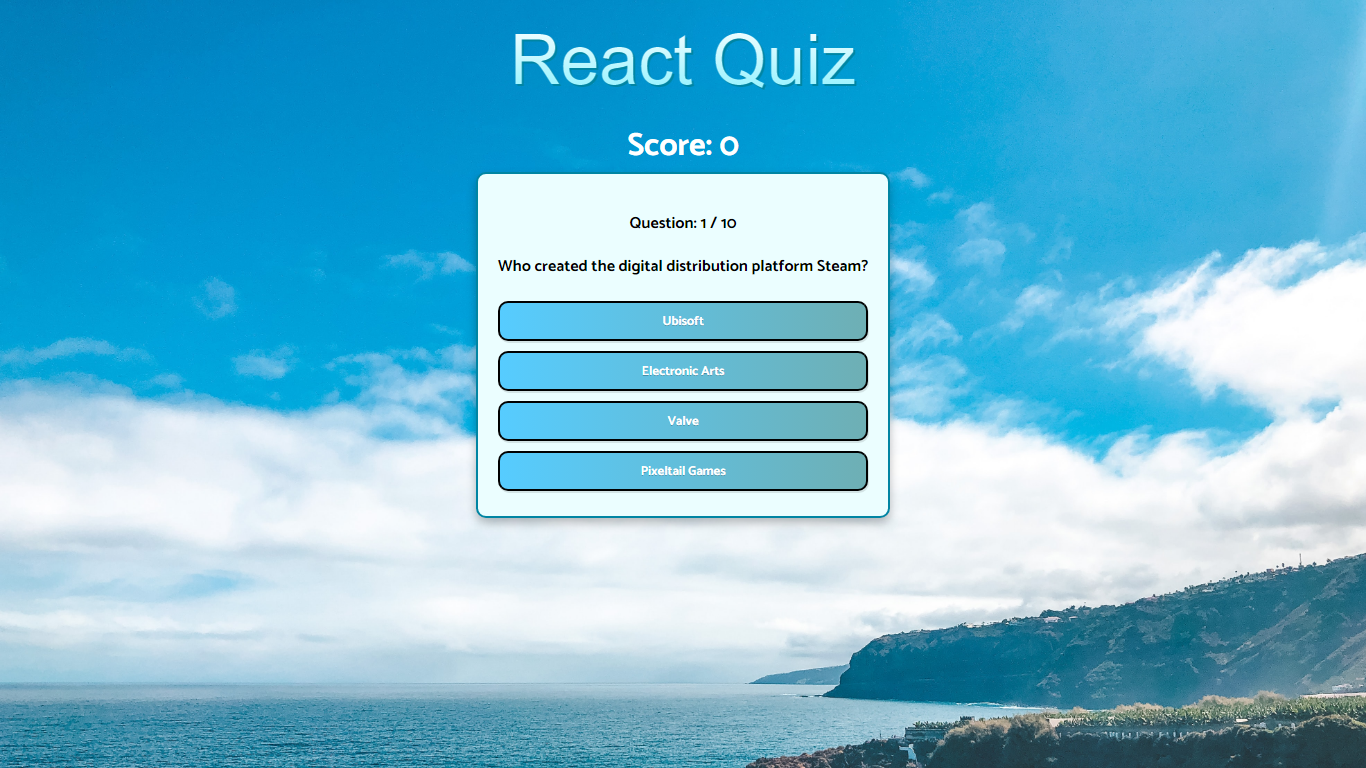 React Quiz
Score: 0
Question: 1 / 10
Who created the digital distribution platform Steam?
Ubisoft
Electronic Arts
Valve
Pixeltail Games